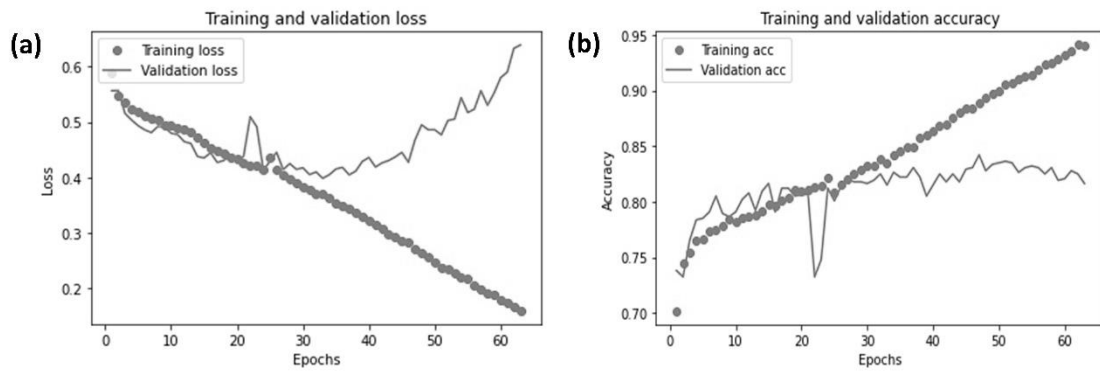 (a)
Training and validation loss
Training loss
Validation loss
Loss
0.6
0.5
0.4
0.3
0.2
0 10 20 30 40 50 60
Epochs
(b)
Training and validation accuracy
Training acc
Validation acc
Accuracy
0.95
0.90
0.85
0.80
0.75
0.70
0 10 20 30 40 50 60
Epochs